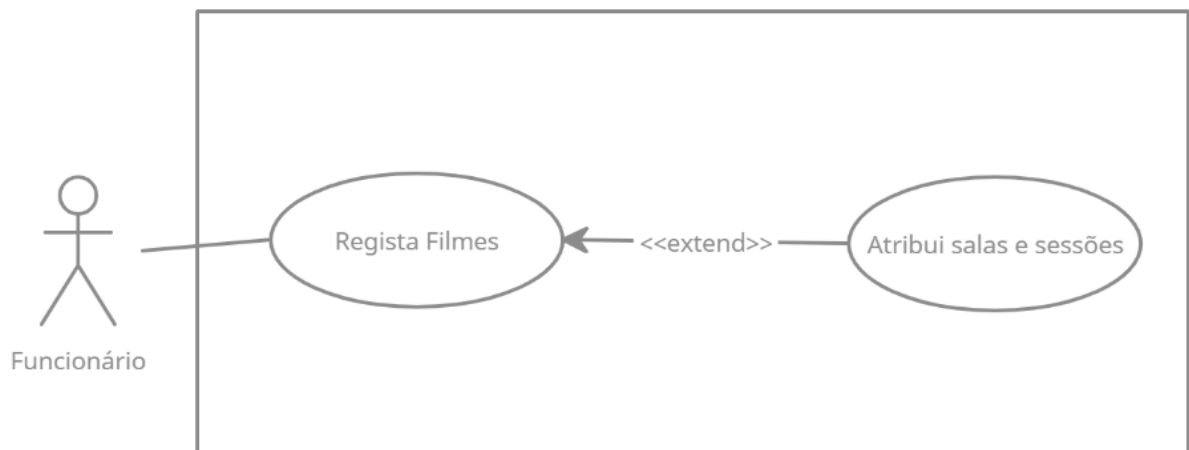 Regista Filmes
<<extend>>
Atribui salas e sessões
Funcionário